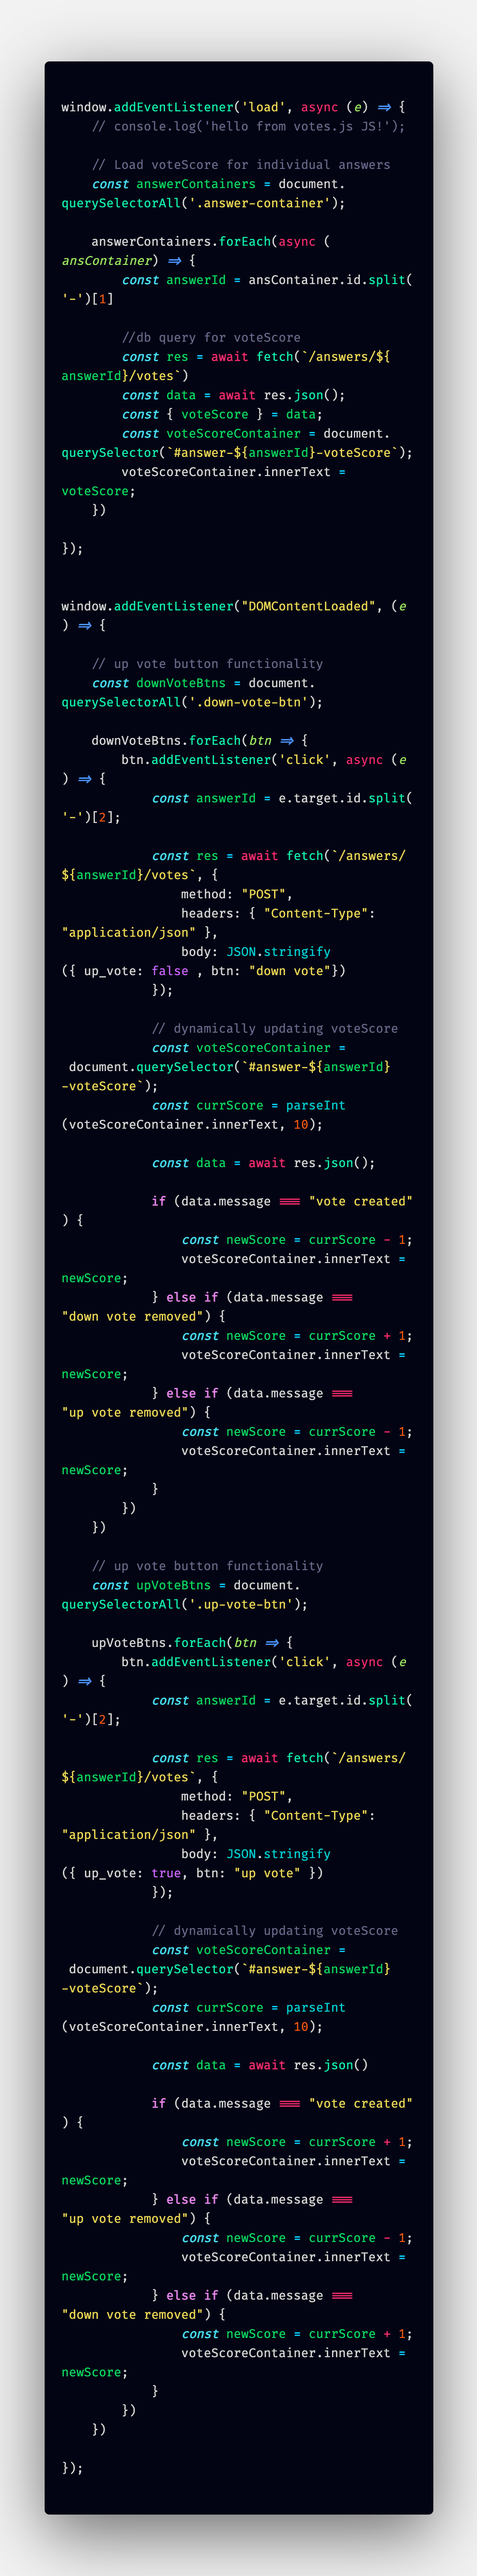 window.addEventListener('load', async (e) => {
    // console.log('hello from votes.js JS!');

    // Load voteScore for individual answers
    const answerContainers = document.
querySelectorAll('.answer-container');

    answerContainers.forEach(async (
ansContainer) => {
        const answerId = ansContainer.id.split(
'-')[1]

        //db query for voteScore
        const res = await fetch(`/answers/${
answerId}/votes`)
        const data = await res.json();
        const { voteScore } = data;
        const voteScoreContainer = document.
querySelector(`#answer-${answerId}-voteScore`);
        voteScoreContainer.innerText =
voteScore;
    })

});


window.addEventListener("DOMContentLoaded", (e
) => {

    // up vote button functionality
    const downVoteBtns = document.
querySelectorAll('.down-vote-btn');

    downVoteBtns.forEach(btn => {
        btn.addEventListener('click', async (e
) => {
            const answerId = e.target.id.split(
'-')[2];

            const res = await fetch(`/answers/
${answerId}/votes`, {
                method: "POST",
                headers: { "Content-Type":
"application/json" },
                body: JSON.stringify
({ up_vote: false , btn: "down vote"})
            });

            // dynamically updating voteScore
            const voteScoreContainer =
 document.querySelector(`#answer-${answerId}
-voteScore`);
            const currScore = parseInt
(voteScoreContainer.innerText, 10);

            const data = await res.json();

            if (data.message === "vote created"
) {
                const newScore = currScore - 1;
                voteScoreContainer.innerText =
newScore;
            } else if (data.message ===
"down vote removed") {
                const newScore = currScore + 1;
                voteScoreContainer.innerText =
newScore;
            } else if (data.message ===
"up vote removed") {
                const newScore = currScore - 1;
                voteScoreContainer.innerText =
newScore;
            }
        })
    })

    // up vote button functionality
    const upVoteBtns = document.
querySelectorAll('.up-vote-btn');

    upVoteBtns.forEach(btn => {
        btn.addEventListener('click', async (e
) => {
            const answerId = e.target.id.split(
'-')[2];

            const res = await fetch(`/answers/
${answerId}/votes`, {
                method: "POST",
                headers: { "Content-Type":
"application/json" },
                body: JSON.stringify
({ up_vote: true, btn: "up vote" })
            });

            // dynamically updating voteScore
            const voteScoreContainer =
 document.querySelector(`#answer-${answerId}
-voteScore`);
            const currScore = parseInt
(voteScoreContainer.innerText, 10);

            const data = await res.json()

            if (data.message === "vote created"
) {
                const newScore = currScore + 1;
                voteScoreContainer.innerText =
newScore;
            } else if (data.message ===
"up vote removed") {
                const newScore = currScore - 1;
                voteScoreContainer.innerText =
newScore;
            } else if (data.message ===
"down vote removed") {
                const newScore = currScore + 1;
                voteScoreContainer.innerText =
newScore;
            }
        })
    })

});